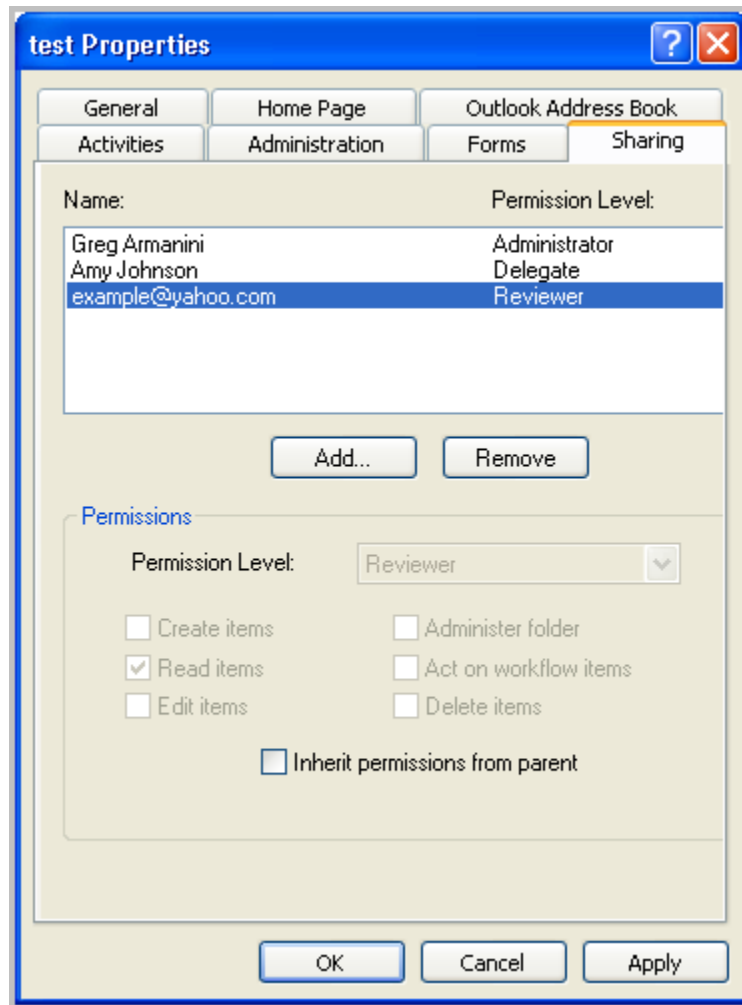 test Properties
General Home Page Outlook Address Book
Activities Administration Forms Sharing
Name: Permission Level:
Greg Armanini Administrator
Amy Johnson Delegate
example@yahoo.com Reviewer
Add... Remove
Permissions
Permission Level: Reviewer
Create items Administer folder
Read items Act on workflow items
Edit items Delete items
Inherit permissions from parent
OK Cancel Apply